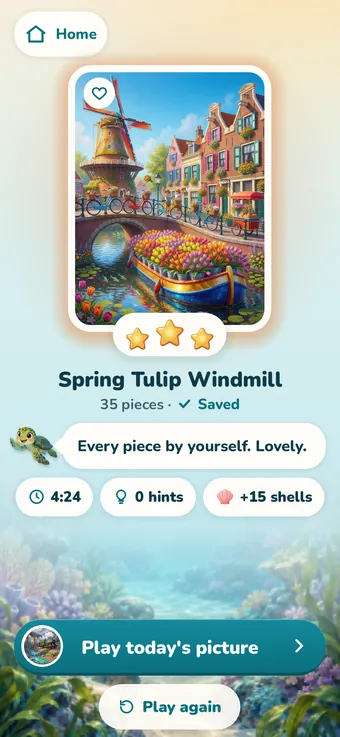 Home
Spring Tulip Windmill
35 pieces · ✓ Saved
Every piece by yourself. Lovely.
4:24
0 hints
+15 shells
Play today's picture
Play again